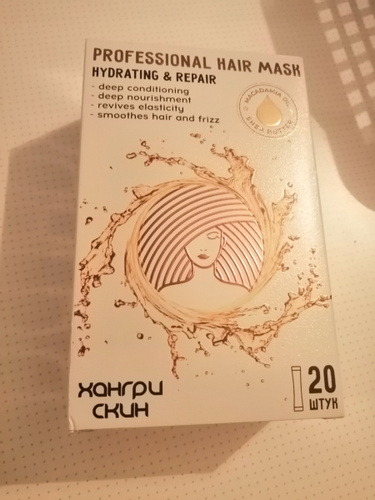 PROFESSIONAL HAIR MASK
HYDRATING & REPAIR
- deep conditioning
- deep nourishment
- revives elasticity
- smoothes hair and frizz
MACADAMIA OIL
SHEA BUTTER
ХАНГРИ
СКИН
20
ШТУК